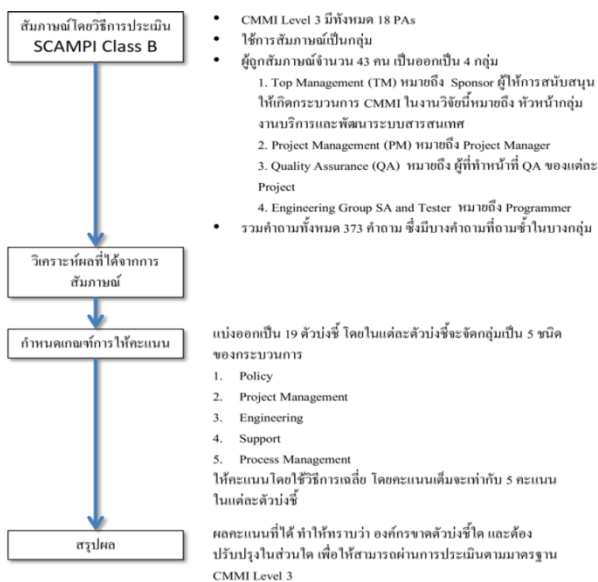 สัมภาษณ์โดยวิธีการประเมิน
SCAMPI Class B
• CMMI Level 3 มีทั้งหมด 18 PAs
• ใช้การสัมภาษณ์เป็นกลุ่ม
• ผู้ถูกสัมภาษณ์จำนวน 43 คน เป็นออกเป็น 4 กลุ่ม
1. Top Management (TM) หมายถึง Sponsor ผู้ให้การสนับสนุน
ให้เกิดกระบวนการ CMMI ในงานวิจัยนี้หมายถึง หัวหน้ากลุ่ม
งานบริการและพัฒนาระบบสารสนเทศ
2. Project Management (PM) หมายถึง Project Manager
3. Quality Assurance (QA) หมายถึง ผู้ที่ทำหน้าที่ QA ของแต่ละ
Project
4. Engineering Group SA and Tester หมายถึง Programmer
• รวมคำถามทั้งหมด 373 คำถาม ซึ่งมีบางคำถามที่ถามซ้ำในบางกลุ่ม
วิเคราะห์ผลที่ได้จากการ
สัมภาษณ์
กำหนดเกณฑ์การให้คะแนน
แบ่งออกเป็น 19 ตัวบ่งชี้ โดยในแต่ละตัวบ่งชี้จะจัดกลุ่มเป็น 5 ชนิด
ของกระบวนการ
1. Policy
2. Project Management
3. Engineering
4. Support
5. Process Management
ให้คะแนนโดยใช้วิธีการเฉลี่ย โดยคะแนนเต็มจะเท่ากับ 5 คะแนน
ในแต่ละตัวบ่งชี้
สรุปผล
ผลคะแนนที่ได้ ทำให้ทราบว่า องค์กรขาดตัวบ่งชี้ใด และต้อง
ปรับปรุงในส่วนใด เพื่อให้สามารถผ่านการประเมินตามมาตรฐาน
CMMI Level 3